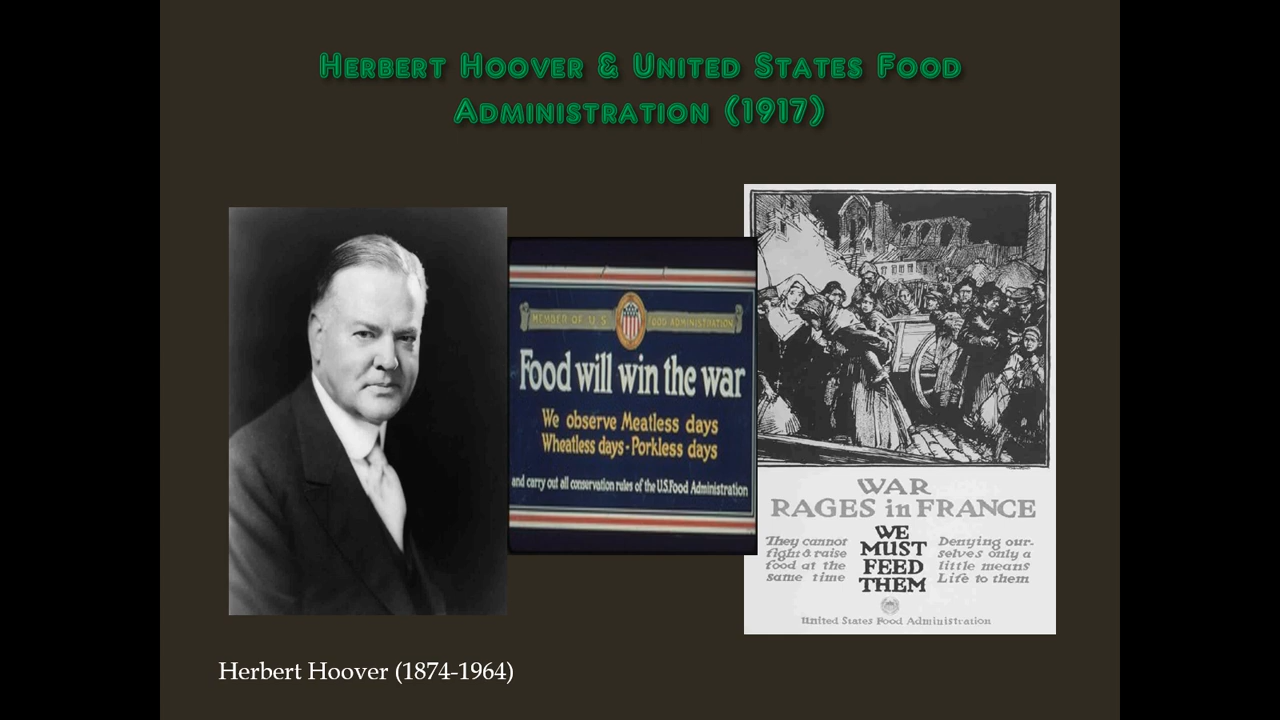 Herbert Hoover & United States Food
Administration (1917)
MEMBER OF U.S. FOOD ADMINISTRATION
Food will win the war
We observe Meatless days
Wheatless days-Porkless days
and carry out all conservation rules of the U.S.Food Administration
WAR
RAGES in FRANCE
WE
MUST
FEED
THEM
They cannot
fight & raise
food at the
same time
Denying our-
selves only a
little means
Life to them
United States Food Administration
Herbert Hoover (1874-1964)